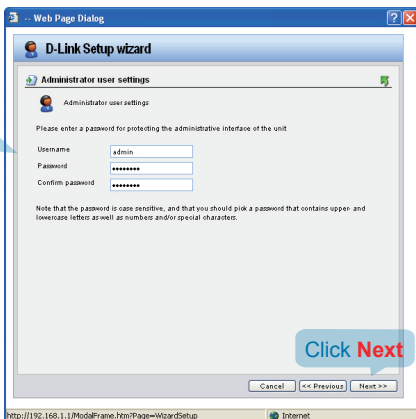 -- Web Page Dialog
D-Link Setup wizard
Administrator user settings
Administrator user settings
Please enter a password for protecting the administrative interface of the unit
Username admin
Password ••••••••
Confirm password ••••••••
Note that the password is case sensitive, and that you should pick a password that contains upper- and
lowercase letters as well as numbers and/or special characters.
Click Next
Cancel << Previous Next >>
http://192.168.1.1/ModalFrame.htm?Page=WizardSetup Internet